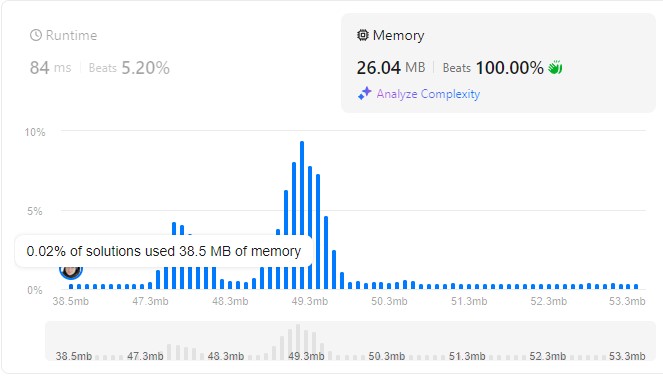 Runtime
84 ms Beats 5.20%
Memory
26.04 MB Beats 100.00%
Analyze Complexity
10%
5%
0.02% of solutions used 38.5 MB of memory
0%
38.5mb 47.3mb 48.3mb 49.3mb 50.3mb 51.3mb 52.3mb 53.3mb
38.5mb 47.3mb 48.3mb 49.3mb 50.3mb 51.3mb 52.3mb 53.3mb